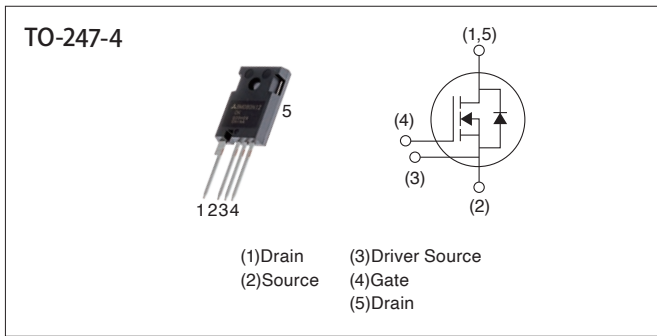 TO-247-4
5
1234
(1,5)
(4)
(3)
(2)
(1)Drain (3)Driver Source
(2)Source (4)Gate
(5)Drain